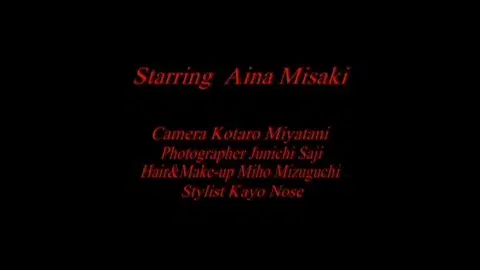 Starring Aina Misaki
Camera Kotaro Miyatani
Photographer Junichi Saji
Hair&Make-up Miho Mizuguchi
Stylist Kayo Nose